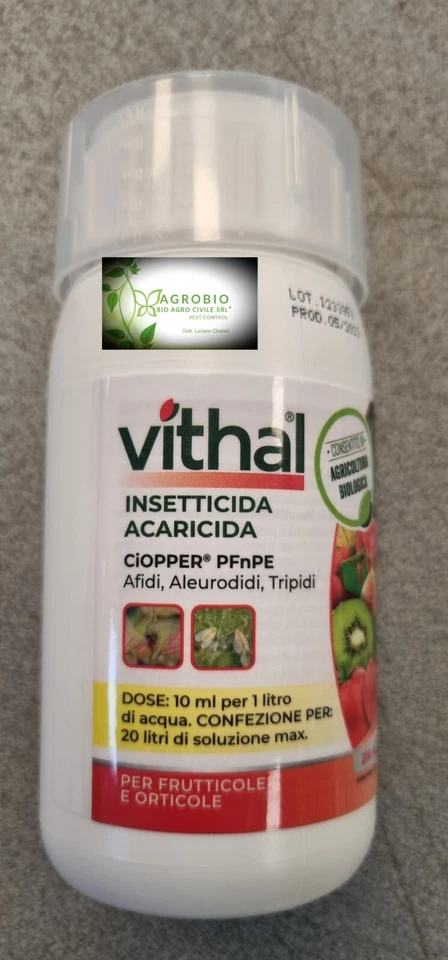 AGROBIO
BIO AGRO CIVILE SRL®
PEST CONTROL
Dott. Luciano
LOT.
PROD. 05/
vithal®
· CONSENTITO IN ·
AGRICOLTURA
BIOLOGICA
INSETTICIDA
ACARICIDA
CiOPPER® PFnPE
Afidi, Aleurodidi, Tripidi
DOSE: 10 ml per 1 litro
di acqua. CONFEZIONE PER:
20 litri di soluzione max.
PER FRUTTICOLE
E ORTICOLE